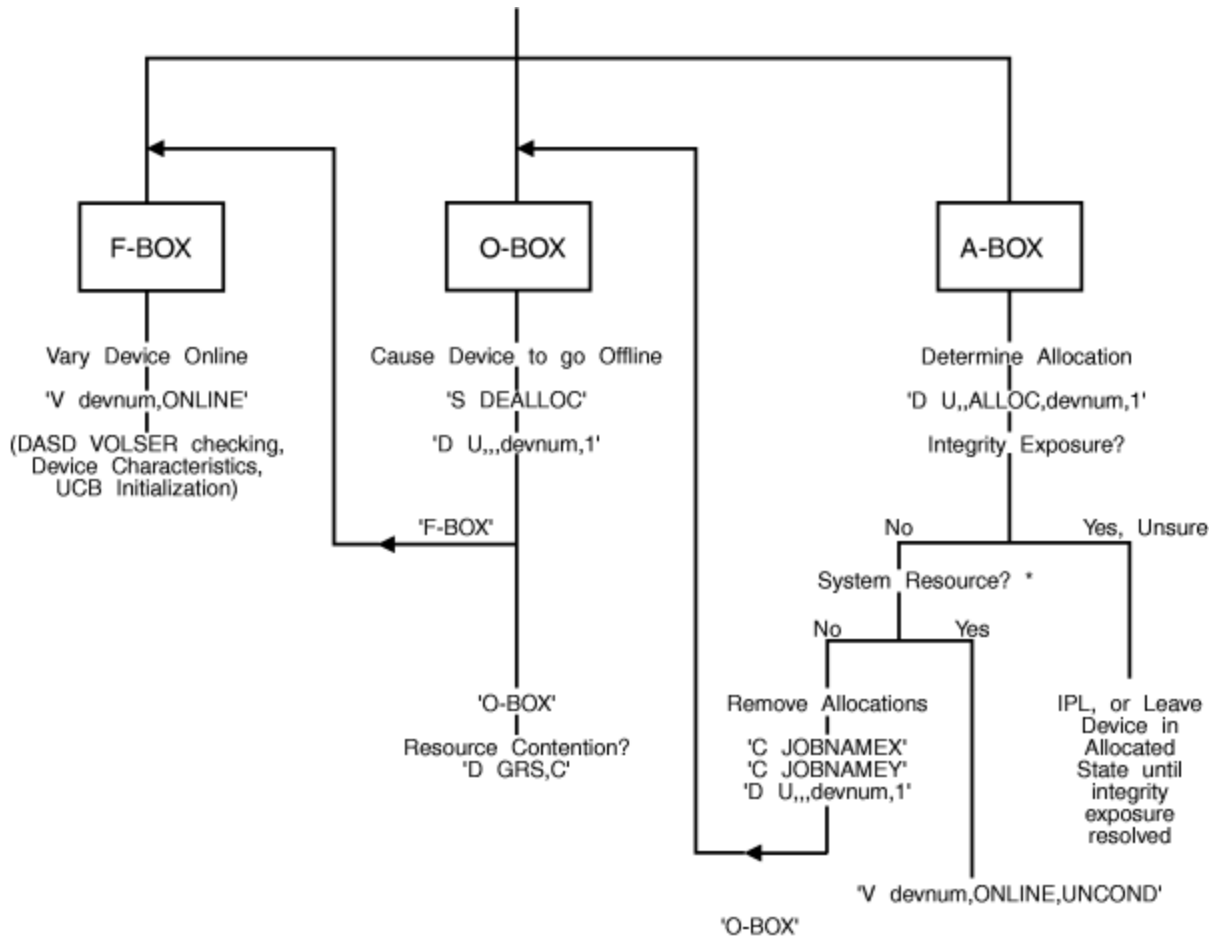 F-BOX
O-BOX
A-BOX
Vary Device Online
'V devnum,ONLINE'
(DASD VOLSER checking,
Device Characteristics,
UCB Initialization)
Cause Device to go Offline
'S DEALLOC'
'D U,,,devnum,1'
'F-BOX'
'O-BOX'
Resource Contention?
'D GRS,C'
Determine Allocation
'D U,,ALLOC,devnum,1'
Integrity Exposure?
No
Yes, Unsure
System Resource? *
No
Yes
Remove Allocations
'C JOBNAMEX'
'C JOBNAMEY'
'D U,,,devnum,1'
IPL, or Leave
Device in
Allocated
State until
integrity
exposure
resolved
'V devnum,ONLINE,UNCOND'
'O-BOX'